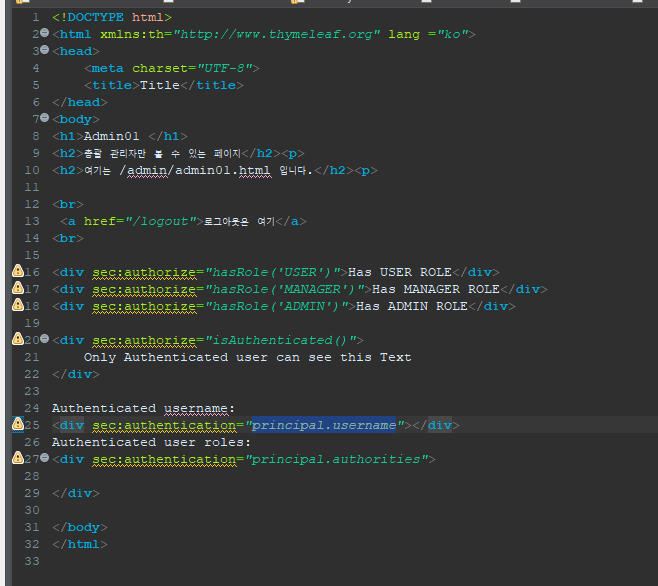 1 <!DOCTYPE html>
2 <html xmlns:th="http://www.thymeleaf.org" lang ="ko">
3 <head>
4 <meta charset="UTF-8">
5 <title>Title</title>
6 </head>
7 <body>
8 <h1>Admin01 </h1>
9 <h2>총괄 관리자만 볼 수 있는 페이지</h2><p>
10 <h2>여기는 /admin/admin01.html 입니다.</h2><p>
11
12 <br>
13 <a href="/logout">로그아웃은 여기</a>
14 <br>
15
16 <div sec:authorize="hasRole('USER')">Has USER ROLE</div>
17 <div sec:authorize="hasRole('MANAGER')">Has MANAGER ROLE</div>
18 <div sec:authorize="hasRole('ADMIN')">Has ADMIN ROLE</div>
19
20 <div sec:authorize="isAuthenticated()">
21 Only Authenticated user can see this Text
22 </div>
23
24 Authenticated username:
25 <div sec:authentication="principal.username"></div>
26 Authenticated user roles:
27 <div sec:authentication="principal.authorities">
28
29 </div>
30
31 </body>
32 </html>
33